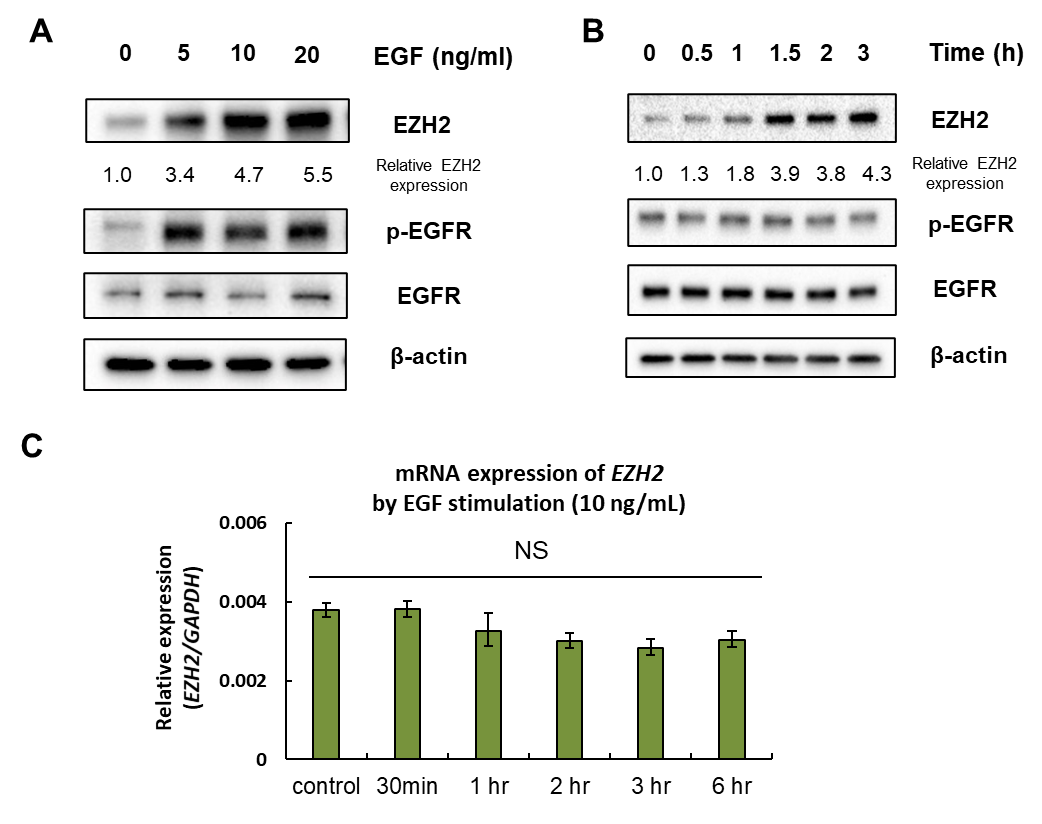 A
0 5 10 20 EGF (ng/ml)
EZH2
1.0 3.4 4.7 5.5 Relative EZH2
expression
p-EGFR
EGFR
β-actin
B
0 0.5 1 1.5 2 3 Time (h)
EZH2
1.0 1.3 1.8 3.9 3.8 4.3 Relative EZH2
expression
p-EGFR
EGFR
β-actin
C
mRNA expression of EZH2
by EGF stimulation (10 ng/mL)
Relative expression
(EZH2/GAPDH)
0.006
0.004
0.002
0
NS
control 30min 1 hr 2 hr 3 hr 6 hr